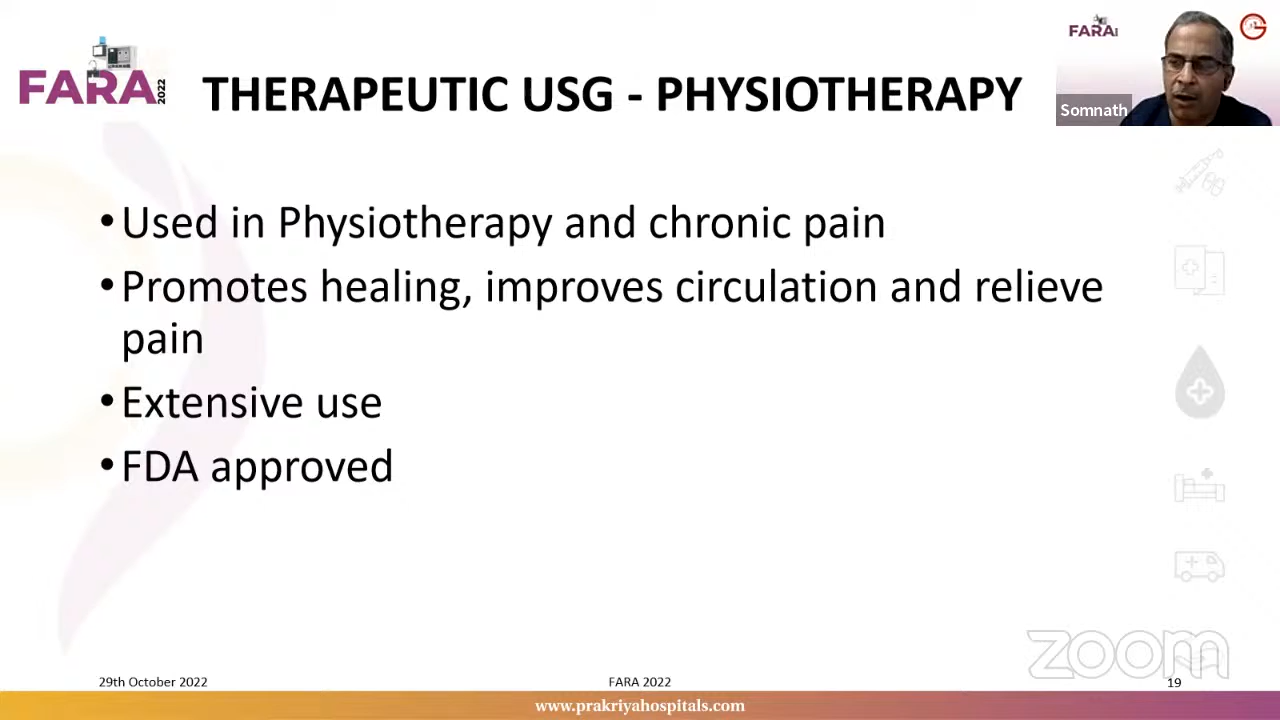 FARA 2022
THERAPEUTIC USG - PHYSIOTHERAPY
FARA
Somnath
•Used in Physiotherapy and chronic pain
•Promotes healing, improves circulation and relieve
pain
•Extensive use
•FDA approved
zoom
29th October 2022
FARA 2022
19
www.prakriyahospitals.com